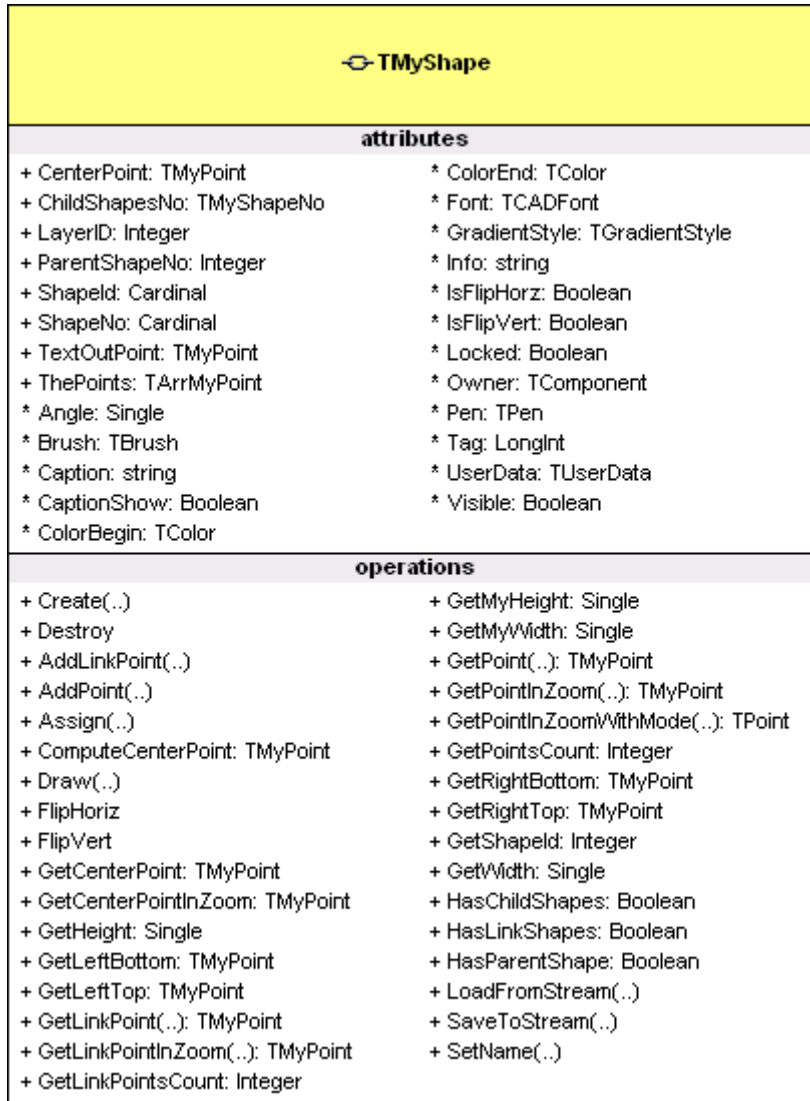 TMyShape
attributes
+ CenterPoint: TMyPoint
+ ChildShapesNo: TMyShapeNo
+ LayerID: Integer
+ ParentShapeNo: Integer
+ ShapeId: Cardinal
+ ShapeNo: Cardinal
+ TextOutPoint: TMyPoint
+ ThePoints: TArrMyPoint
* Angle: Single
* Brush: TBrush
* Caption: string
* CaptionShow: Boolean
* ColorBegin: TColor
* ColorEnd: TColor
* Font: TCADFont
* GradientStyle: TGradientStyle
* Info: string
* IsFlipHorz: Boolean
* IsFlipVert: Boolean
* Locked: Boolean
* Owner: TComponent
* Pen: TPen
* Tag: LongInt
* UserData: TUserData
* Visible: Boolean
operations
+ Create(..)
+ Destroy
+ AddLinkPoint(..)
+ AddPoint(..)
+ Assign(..)
+ ComputeCenterPoint: TMyPoint
+ Draw(..)
+ FlipHoriz
+ FlipVert
+ GetCenterPoint: TMyPoint
+ GetCenterPointInZoom: TMyPoint
+ GetHeight: Single
+ GetLeftBottom: TMyPoint
+ GetLeftTop: TMyPoint
+ GetLinkPoint(..): TMyPoint
+ GetLinkPointInZoom(..): TMyPoint
+ GetLinkPointsCount: Integer
+ GetMyHeight: Single
+ GetMyWidth: Single
+ GetPoint(..): TMyPoint
+ GetPointInZoom(..): TMyPoint
+ GetPointInZoomWithMode(..): TPoint
+ GetPointsCount: Integer
+ GetRightBottom: TMyPoint
+ GetRightTop: TMyPoint
+ GetShapeId: Integer
+ GetWidth: Single
+ HasChildShapes: Boolean
+ HasLinkShapes: Boolean
+ HasParentShape: Boolean
+ LoadFromStream(..)
+ SaveToStream(..)
+ SetName(..)